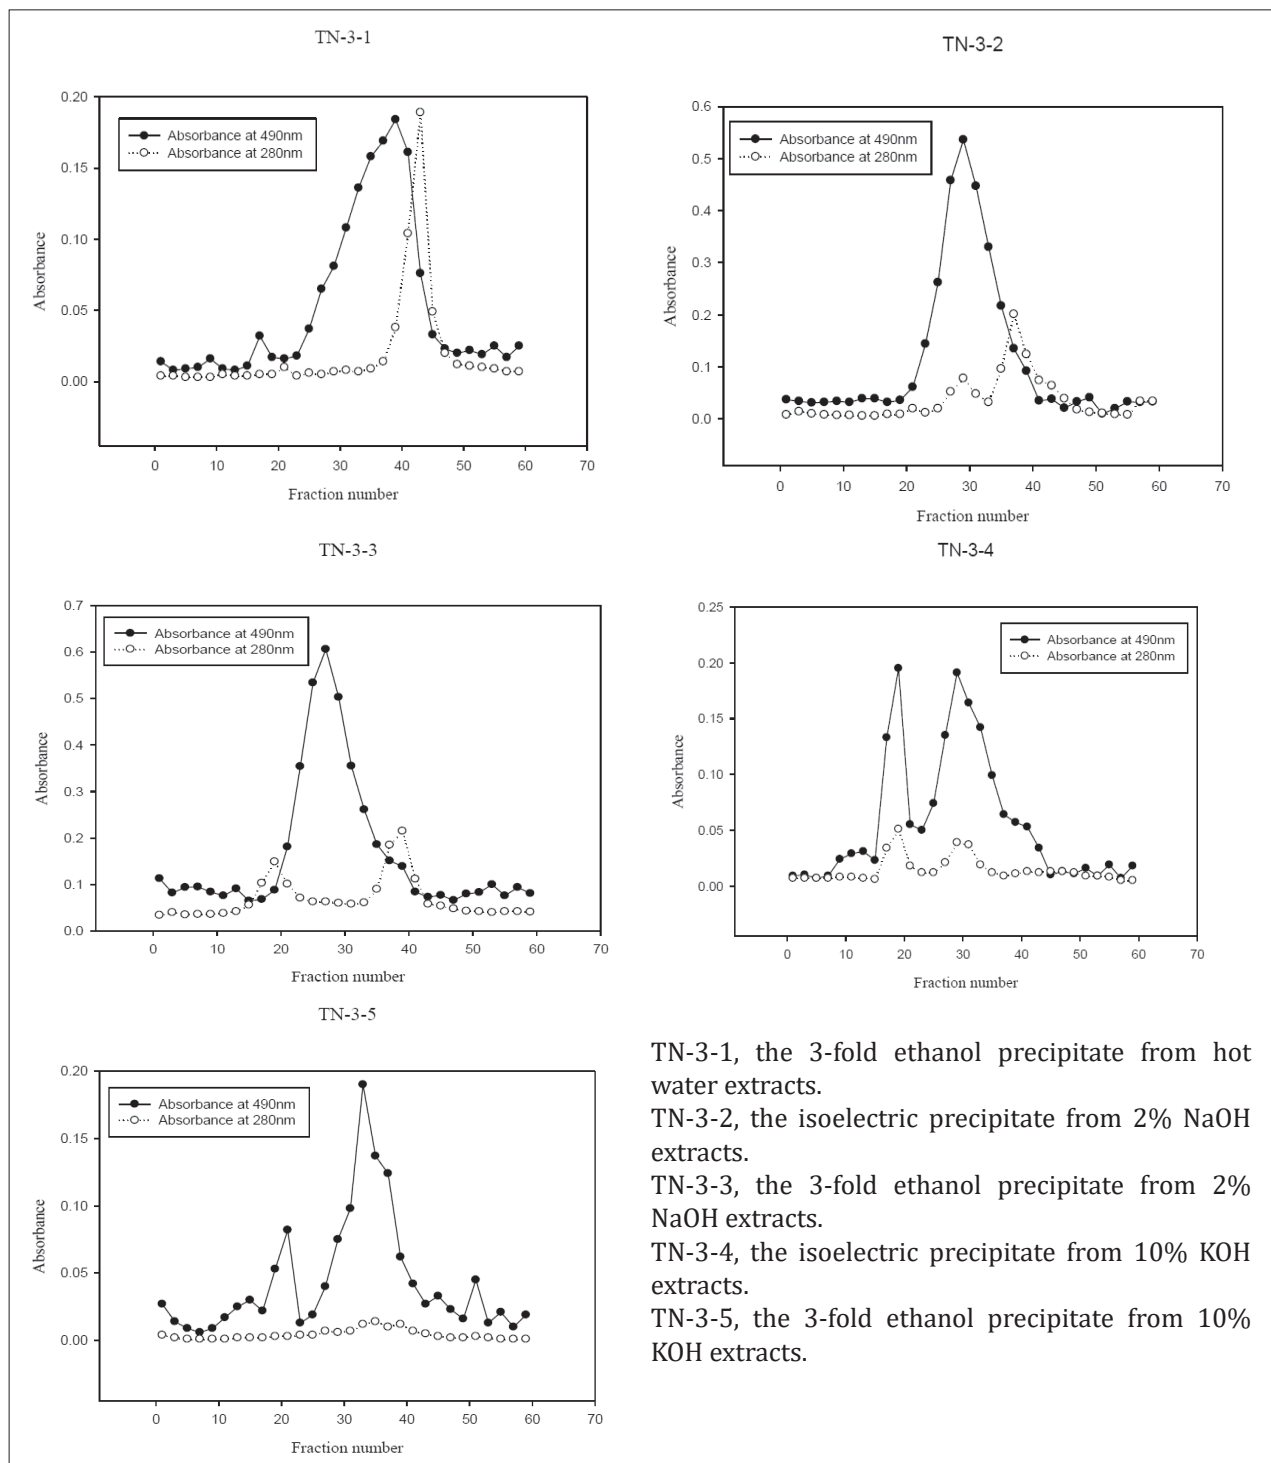 TN-3-1
0.20
0.15
0.10
0.05
0.00
Absorbance
Absorbance at 490nm
Absorbance at 280nm
0 10 20 30 40 50 60 70
Fraction number
TN-3-2
0.6
0.5
0.4
0.3
0.2
0.1
0.0
Absorbance
Absorbance at 490nm
Absorbance at 280nm
0 10 20 30 40 50 60 70
Fraction number
TN-3-3
0.7
0.6
0.5
0.4
0.3
0.2
0.1
0.0
Absorbance
Absorbance at 490nm
Absorbance at 280nm
0 10 20 30 40 50 60 70
Fraction number
TN-3-4
0.25
0.20
0.15
0.10
0.05
0.00
Absorbance
Absorbance at 490nm
Absorbance at 280nm
0 10 20 30 40 50 60 70
Fraction number
TN-3-5
0.20
0.15
0.10
0.05
0.00
Absorbance
Absorbance at 490nm
Absorbance at 280nm
0 10 20 30 40 50 60 70
Fraction number
TN-3-1, the 3-fold ethanol precipitate from hot
water extracts.
TN-3-2, the isoelectric precipitate from 2% NaOH
extracts.
TN-3-3, the 3-fold ethanol precipitate from 2%
NaOH extracts.
TN-3-4, the isoelectric precipitate from 10% KOH
extracts.
TN-3-5, the 3-fold ethanol precipitate from 10%
KOH extracts.